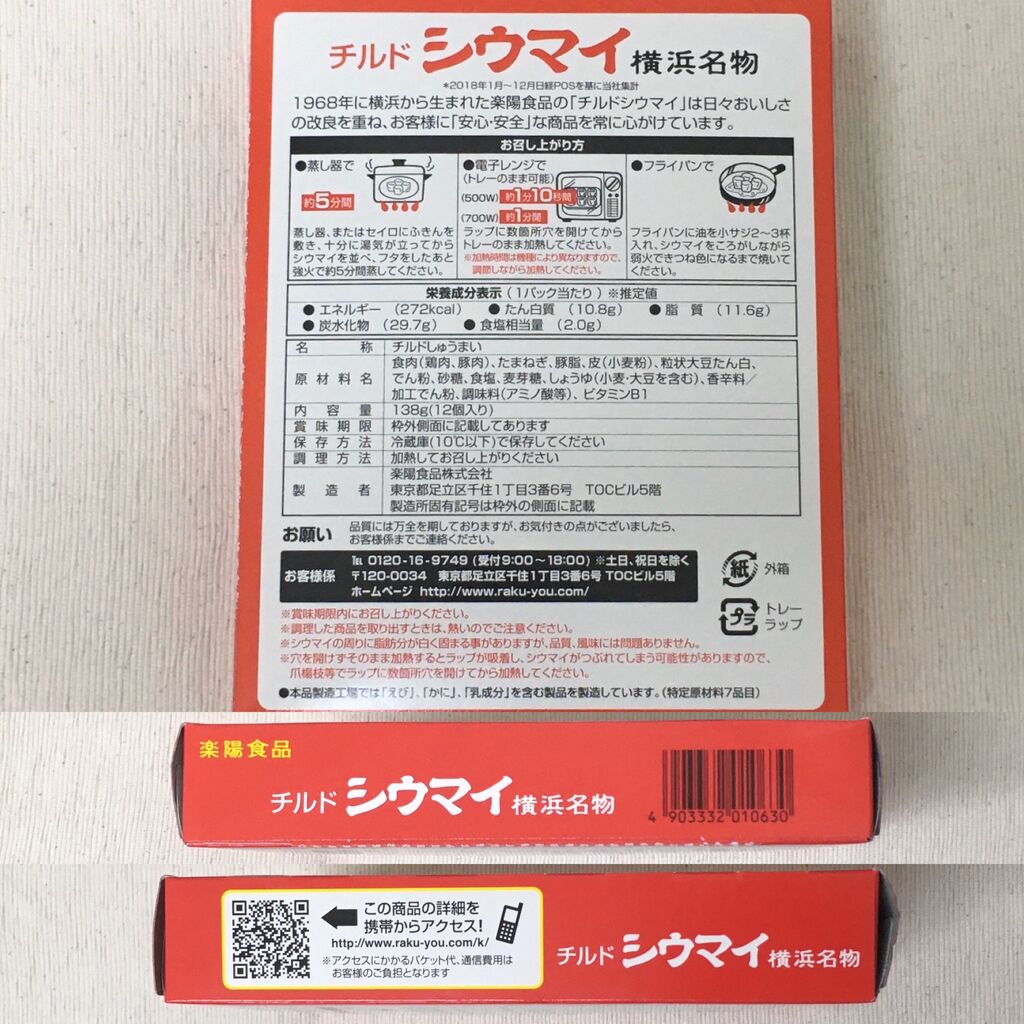 チルド シウマイ 横浜名物
*2018年1月〜12月日経POSを基に当社集計
1968年に横浜から生まれた楽陽食品の「チルドシウマイ」は日々おいしさ
の改良を重ね、お客様に「安心・安全」な商品を常に心がけています。
お召し上がり方
●蒸し器で
約5分間
蒸し器、またはセイロにふきんを
敷き、十分に湯気が立ってから
シウマイを並べ、フタをしたあと
強火で約5分間蒸してください。
●電子レンジで
(トレーのまま可能)
(500W) 約1分10秒間
(700W) 約1分間
ラップに数箇所穴を開けてから
トレーのまま加熱してください。
※加熱時間は機種により異なりますので、
調節しながら加熱してください。
●フライパンで
フライパンに油を小サジ2〜3杯
入れ、シウマイをころがしながら
弱火できつね色になるまで焼いて
ください。
栄養成分表示(1パック当たり)※推定値
●エネルギー (272kcal) ●たん白質 (10.8g) ●脂質 (11.6g)
●炭水化物 (29.7g) ●食塩相当量 (2.0g)
名称 チルドしゅうまい
原材料名 食肉(鶏肉、豚肉)、たまねぎ、豚脂、皮(小麦粉)、粒状大豆たん白、
でん粉、砂糖、食塩、麦芽糖、しょうゆ(小麦・大豆を含む)、香辛料/
加工でん粉、調味料(アミノ酸等)、ビタミンB1
内容量 138g(12個入り)
賞味期限 枠外側面に記載してあります
保存方法 冷蔵庫(10℃以下)で保存してください
調理方法 加熱してお召し上がりください
製造者 楽陽食品株式会社
東京都足立区千住1丁目3番6号 TOCビル5階
製造所固有記号は枠外の側面に記載
お願い 品質には万全を期しておりますが、お気付きの点がございましたら、
お客様係までご連絡ください。
お客様係 TEL 0120-16-9749(受付9:00〜18:00)※土日、祝日を除く
〒120-0034 東京都足立区千住1丁目3番6号 TOCビル5階
ホームページ http://www.raku-you.com/
紙 外箱
プラ トレー
ラップ
※賞味期限内にお召し上がりください。
※調理した商品を取り出すときは、熱いのでご注意ください。
※シウマイの周りに脂肪分が白く固まる事がありますが、品質、風味には問題ありません。
※穴を開けずそのまま加熱するとラップが吸着し、シウマイがつぶれてしまう可能性がありますので、
爪楊枝等でラップに数箇所穴を開けてから加熱してください。
●本品製造工場では「えび」、「かに」、「乳成分」を含む製品を製造しています。(特定原材料7品目)
楽陽食品
チルド シウマイ 横浜名物
4 903332 010630
この商品の詳細を
携帯からアクセス!
http://www.raku-you.com/k/
※アクセスにかかるパケット代、通信費用は
お客様のご負担となります
チルド シウマイ 横浜名物